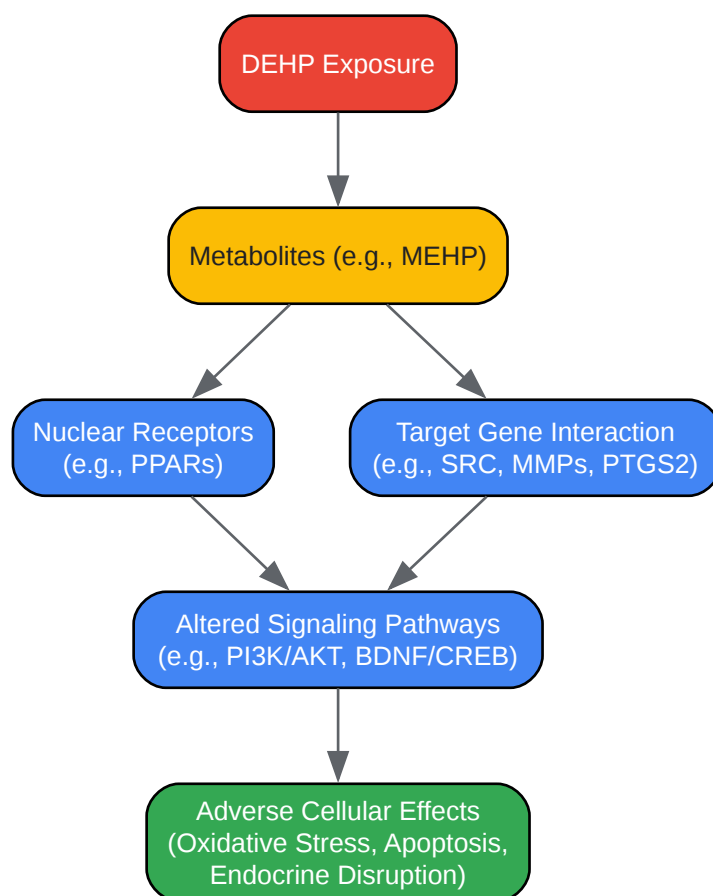 DEHP Exposure
Metabolites (e.g., MEHP)
Nuclear Receptors
(e.g., PPARs)
Target Gene Interaction
(e.g., SRC, MMPs, PTGS2)
Altered Signaling Pathways
(e.g., PI3K/AKT, BDNF/CREB)
Adverse Cellular Effects
(Oxidative Stress, Apoptosis,
Endocrine Disruption)